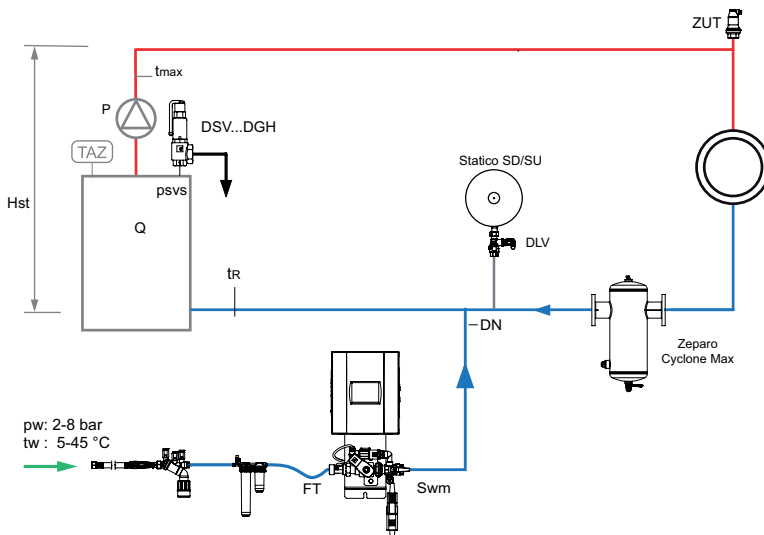 ZUT
tmax
P
DSV...DGH
TAZ
psvs
Statico SD/SU
Hst
Q
DLV
tR
DN
Zeparo
Cyclone Max
pw: 2-8 bar
tw : 5-45 °C
FT
Swm